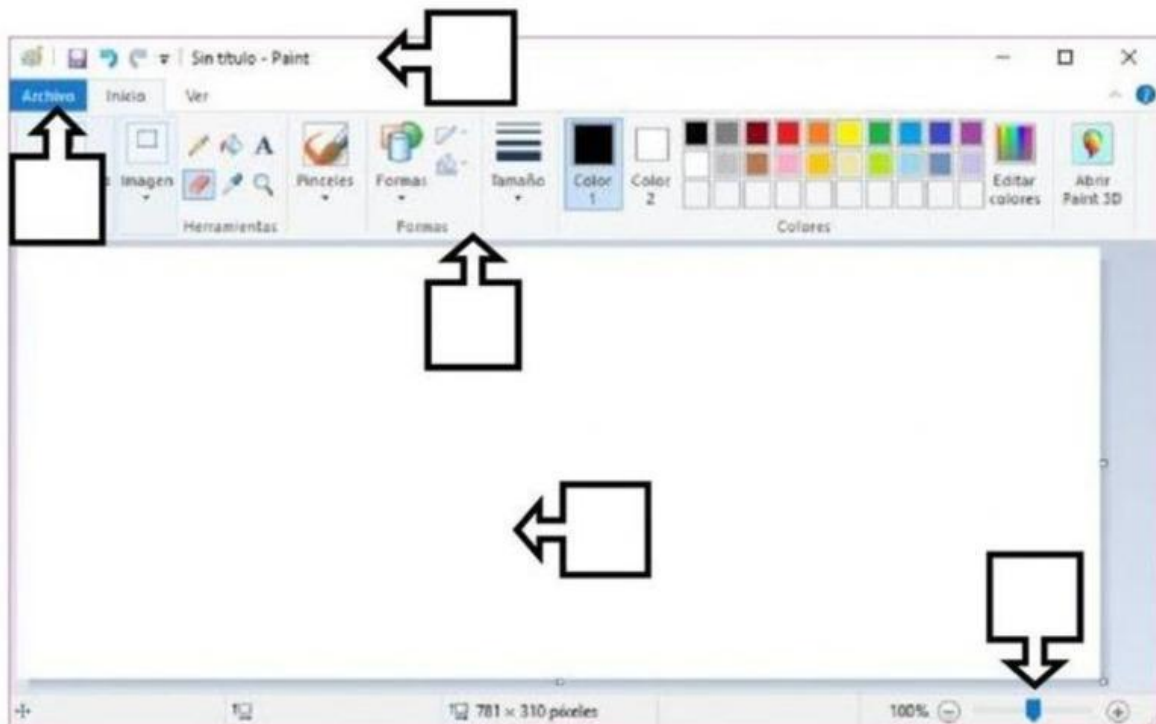 Sin título - Paint
Archivo Inicio Ver
Imagen A Pinceles Formas Tamaño Color 1 Color 2 Editar colores Abrir Paint 3D
Herramientas Formas Colores
781 × 310 píxeles 100%